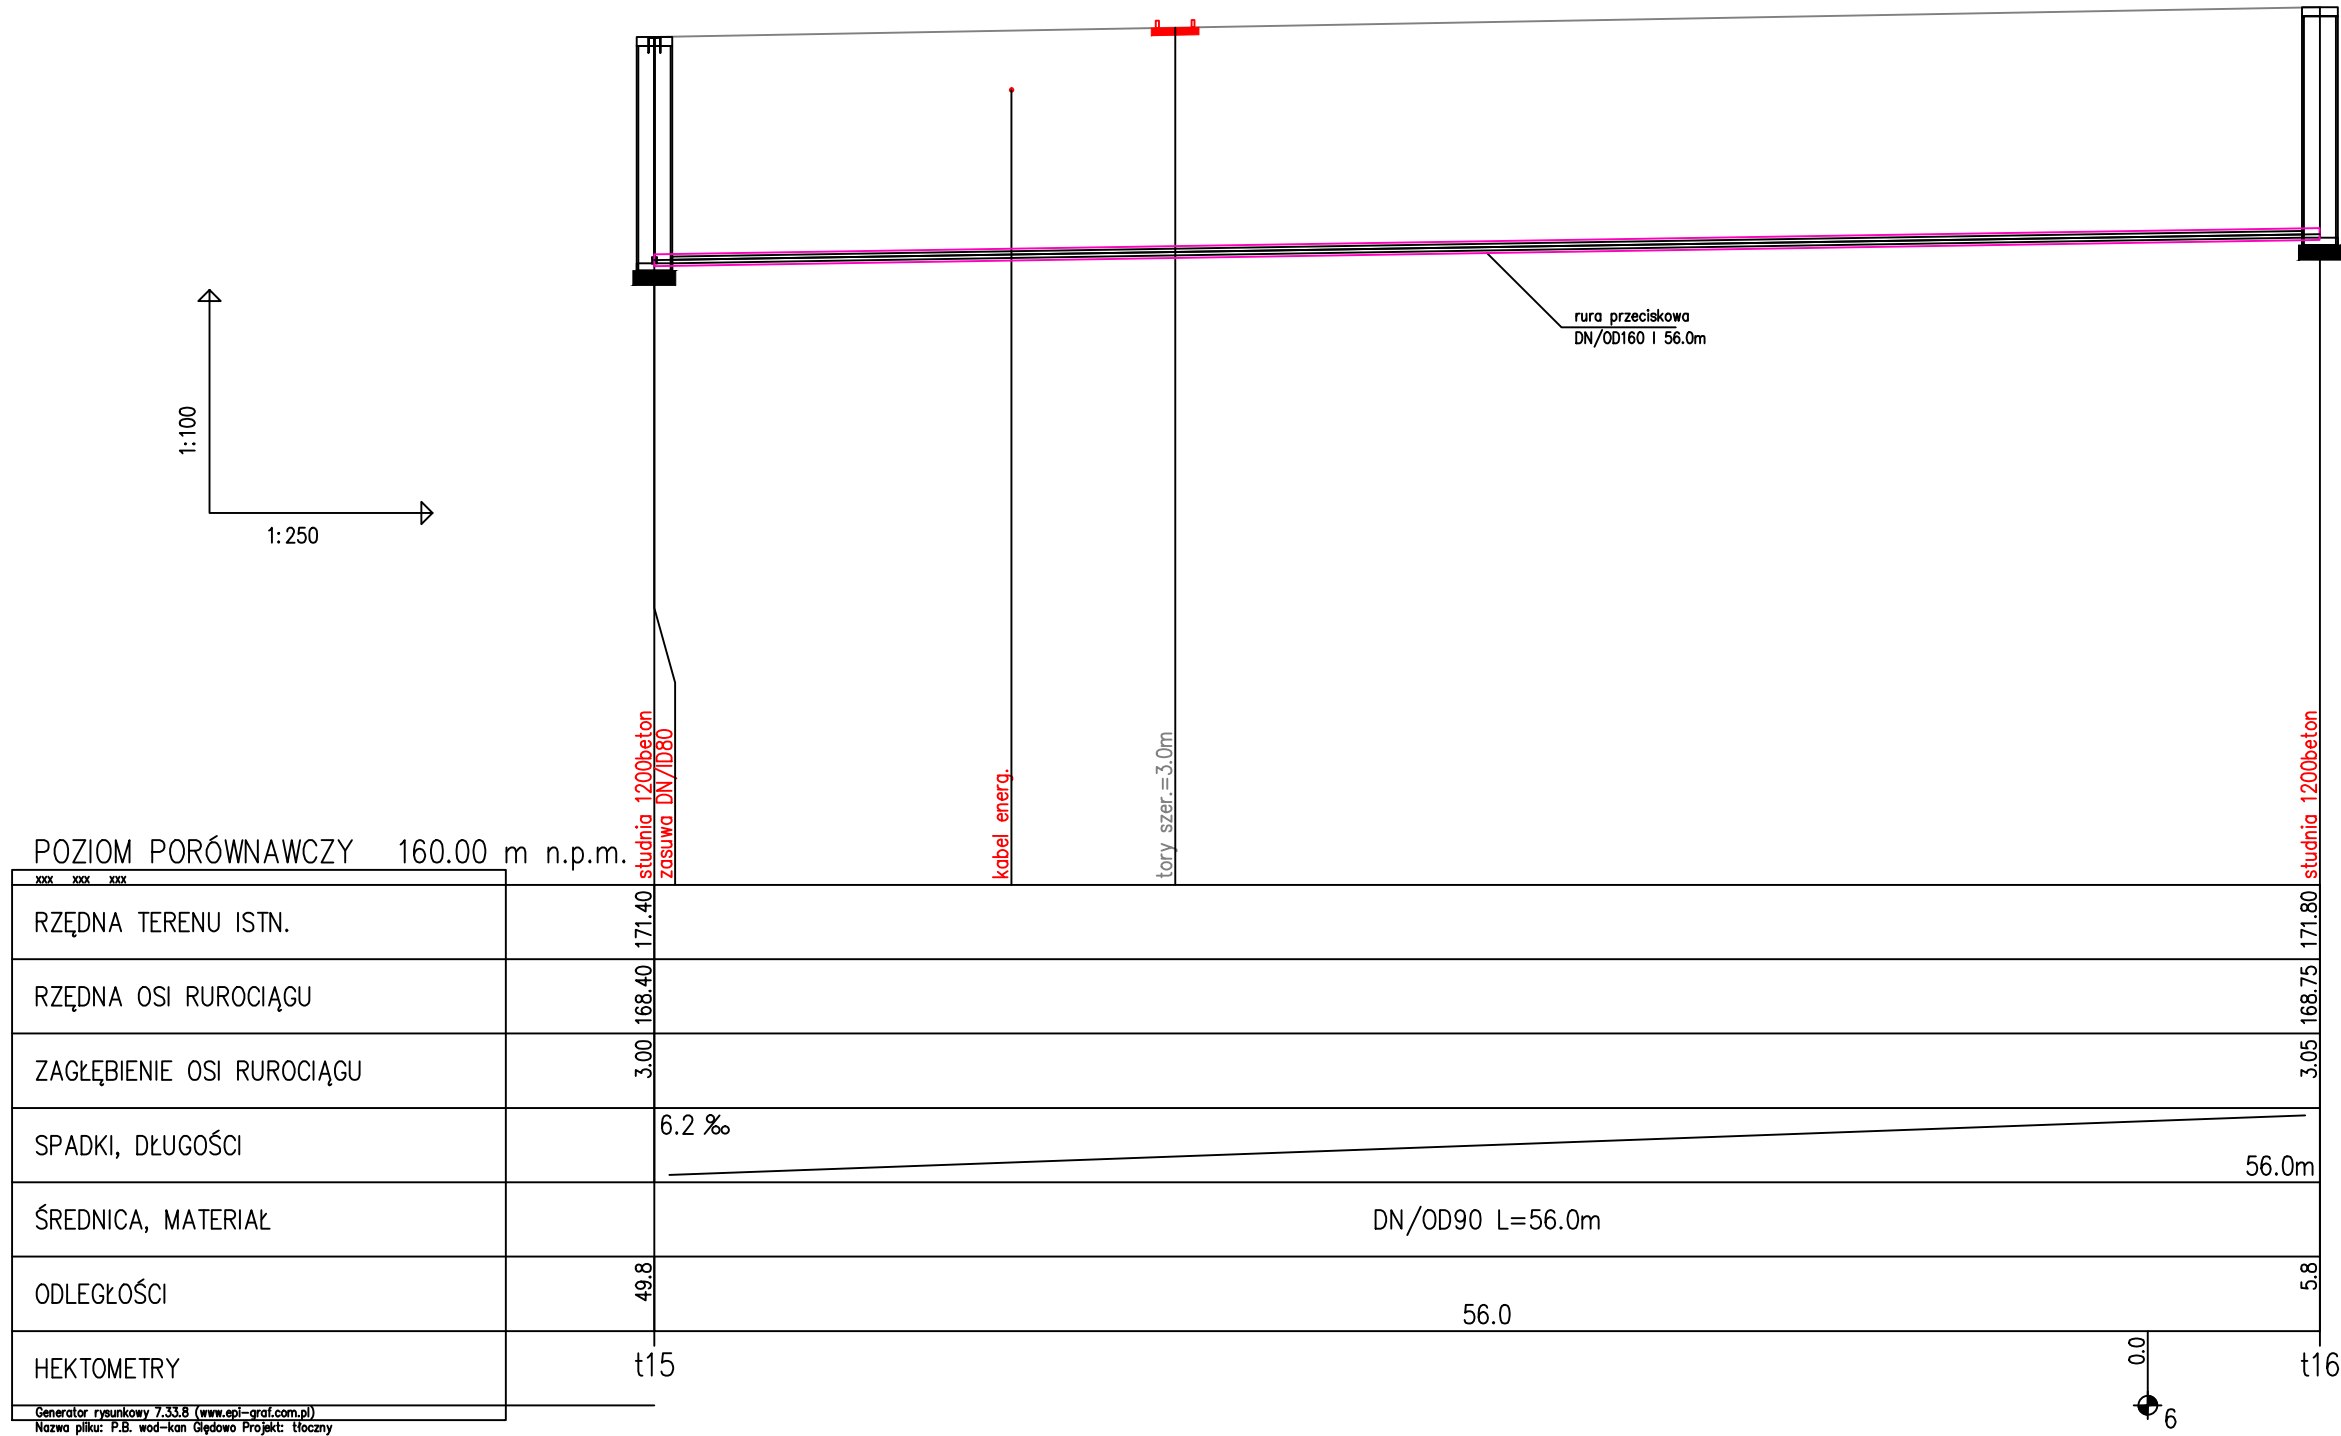 rura przeciskowa
DN/OD160 l 56.0m
1:100
1:250
studnia 1200beton
zasuwa DN/ID80
kabel energ.
tory szer.=3.0m
studnia 1200beton
POZIOM PORÓWNAWCZY 160.00 m n.p.m.
xxx xxx xxx
RZĘDNA TERENU ISTN. 171.40 171.80
RZĘDNA OSI RUROCIĄGU 168.40 168.75
ZAGŁĘBIENIE OSI RUROCIĄGU 3.00 3.05
SPADKI, DŁUGOŚCI 6.2 ‰ 56.0m
ŚREDNICA, MATERIAŁ DN/OD90 L=56.0m
ODLEGŁOŚCI 49.8 56.0 5.8
HEKTOMETRY t15 0.0 6 t16
Generator rysunkowy 7.33.8 (www.epi-graf.com.pl)
Nazwa pliku: P.B. wod-kan Ględowo Projekt: tłoczny